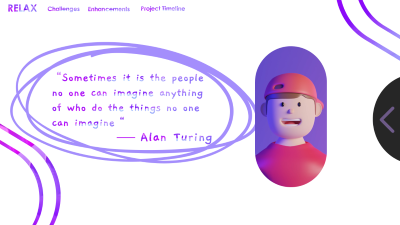 RELAX Challenges Enhancements Project Timeline
"Sometimes it is the people
no one can imagine anything
of who do the things no one
can imagine "
— Alan Turing